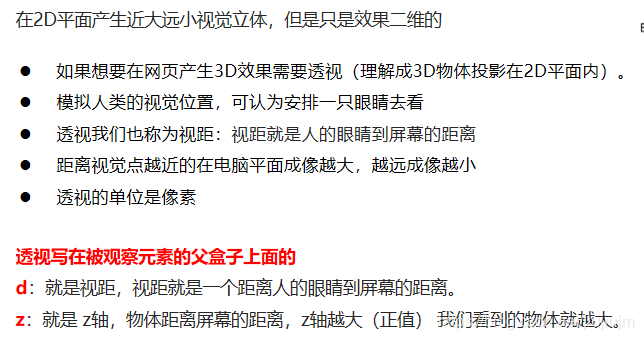 在2D平面产生近大远小视觉立体，但是只是效果二维的
● 如果想要在网页产生3D效果需要透视（理解成3D物体投影在2D平面内）。
● 模拟人类的视觉位置，可认为安排一只眼睛去看
● 透视我们也称为视距：视距就是人的眼睛到屏幕的距离
● 距离视觉点越近的在电脑平面成像越大，越远成像越小
● 透视的单位是像素
透视写在被观察元素的父盒子上面的
d：就是视距，视距就是一个距离人的眼睛到屏幕的距离。
z：就是 z轴，物体距离屏幕的距离，z轴越大（正值） 我们看到的物体就越大。